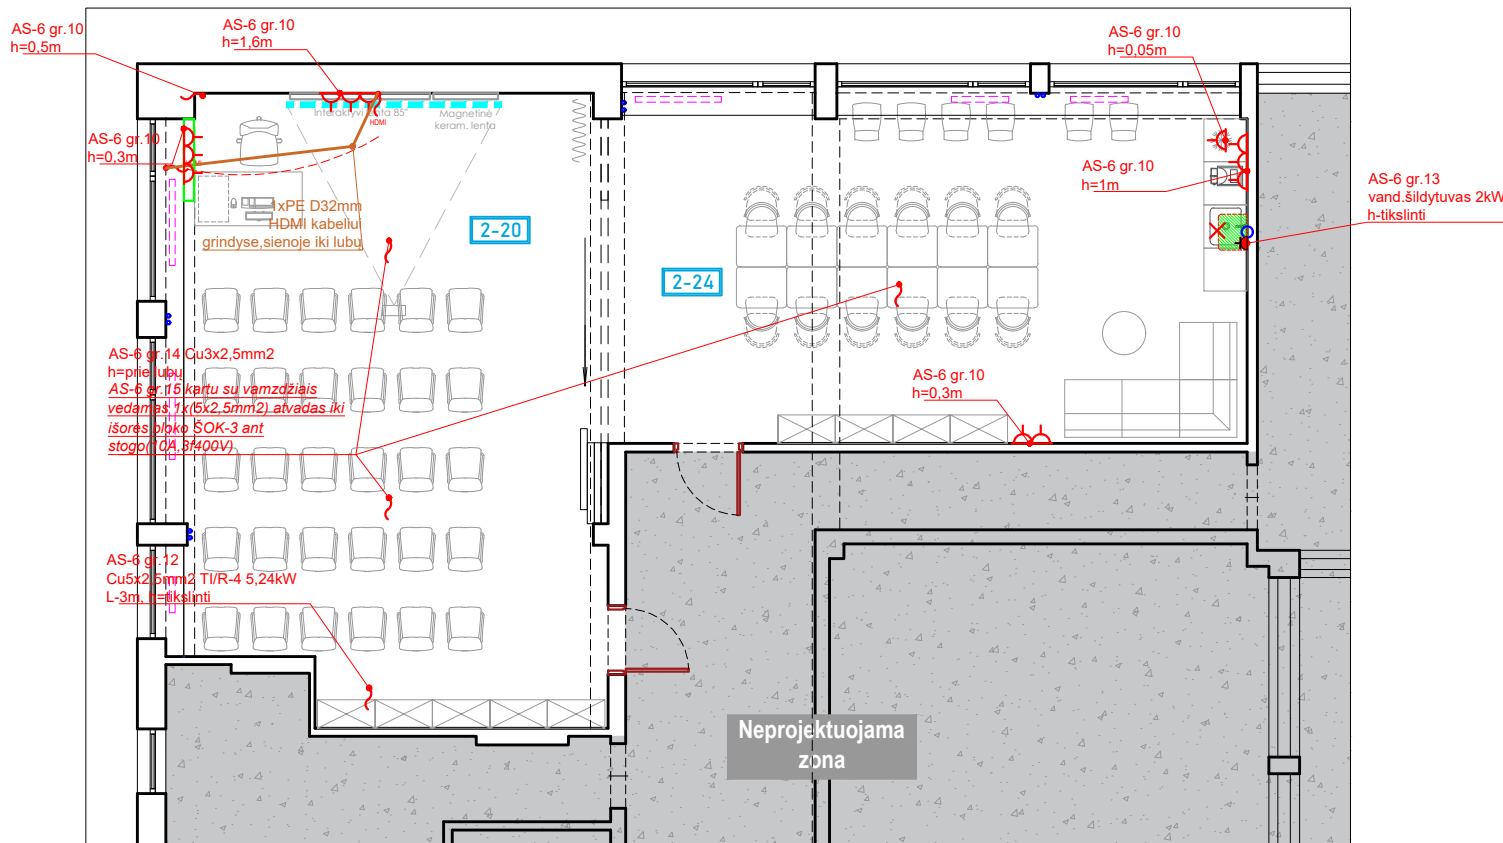 AS-6 gr.10
h=0,5m
AS-6 gr.10
h=1,6m
AS-6 gr.10
h=0,05m
Interaktyvi lenta 85"
HDMI
Magnetinė
keram. lenta
AS-6 gr.10
h=0,3m
AS-6 gr.10
h=1m
AS-6 gr.13
vand.šildytuvas 2kW
h-tikslinti
1xPE D32mm
HDMI kabeliui
grindyse,sienoje iki lubų
2-20
2-24
AS-6 gr.14 Cu3x2,5mm2
h=prie lubų
AS-6 gr.15 kartu su vamzdžiais
vedamas 1x(5x2,5mm2) atvadas iki
išorės bloko ŠOK-3 ant
stogo(10A,3f400V)
AS-6 gr.10
h=0,3m
AS-6 gr.12
Cu5x2,5mm2 TI/R-4 5,24kW
L-3m, h=tikslinti
Neprojektuojama
zona